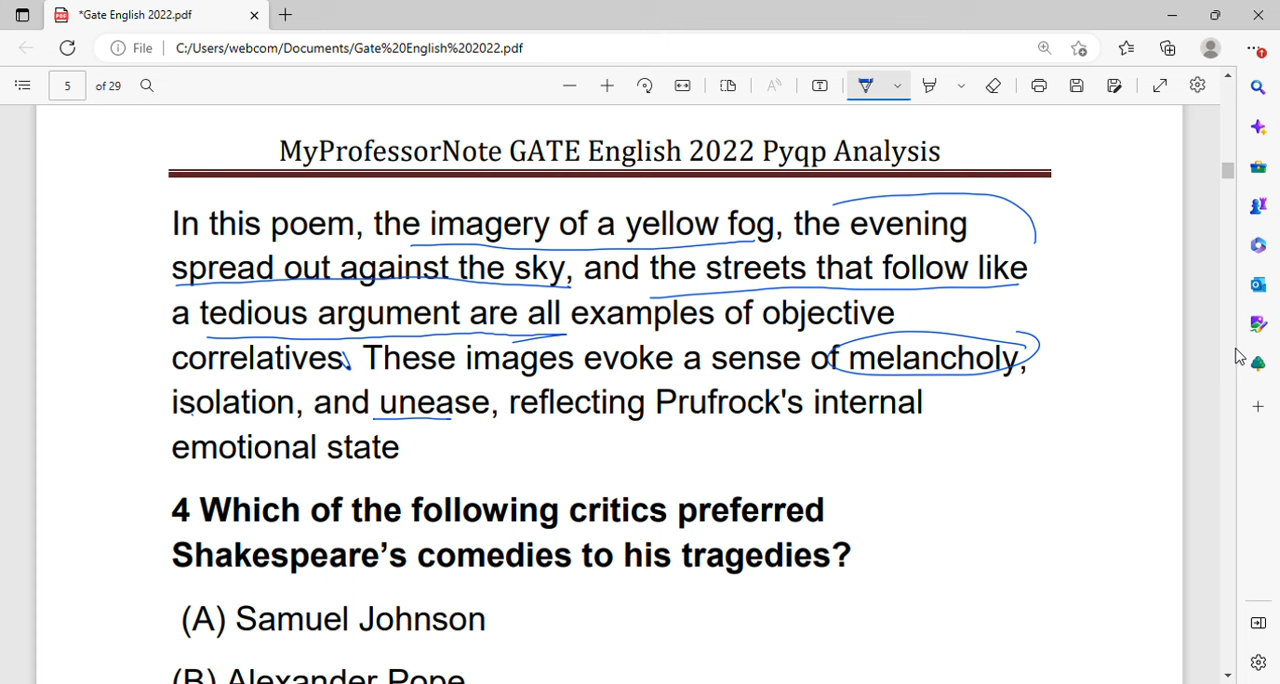 *Gate English 2022.pdf
File C:/Users/webcom/Documents/Gate%20English%202022.pdf
5 of 29
MyProfessorNote GATE English 2022 Pyqp Analysis
In this poem, the imagery of a yellow fog, the evening
spread out against the sky, and the streets that follow like
a tedious argument are all examples of objective
correlatives. These images evoke a sense of melancholy,
isolation, and unease, reflecting Prufrock's internal
emotional state
4 Which of the following critics preferred
Shakespeare’s comedies to his tragedies?
(A) Samuel Johnson
(B) Alexander Pope